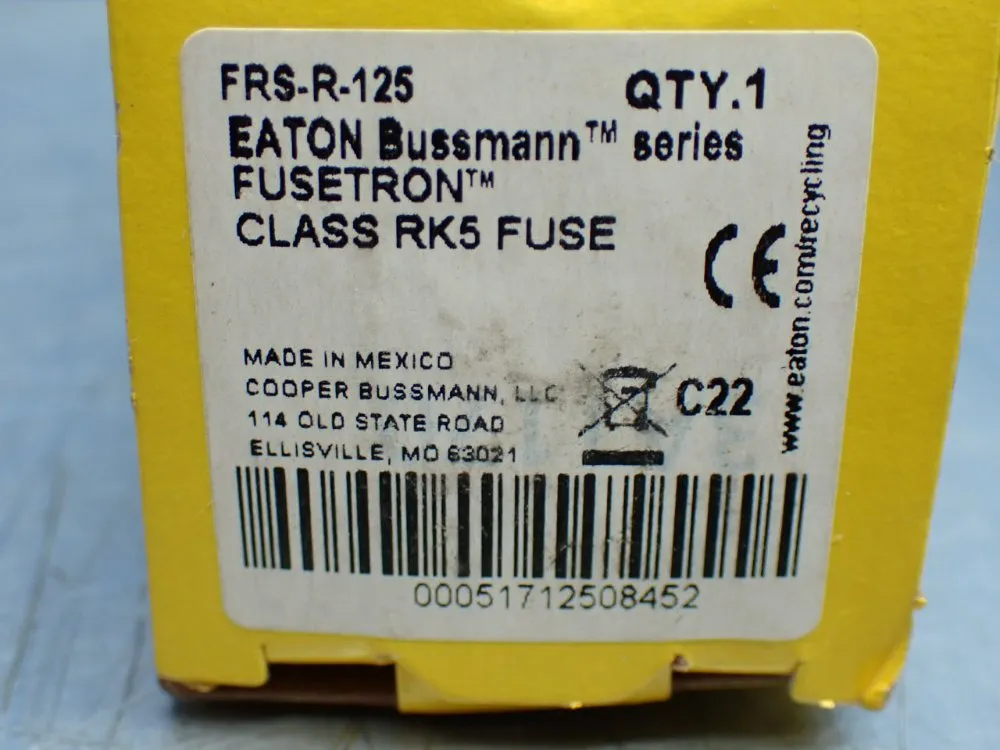 FRS-R-125 QTY.1
EATON Bussmann™ series
FUSETRON™
CLASS RK5 FUSE
CE
www.eaton.com/recycling
MADE IN MEXICO
COOPER BUSSMANN, LLC
114 OLD STATE ROAD
ELLISVILLE, MO 63021
C22
00051712508452